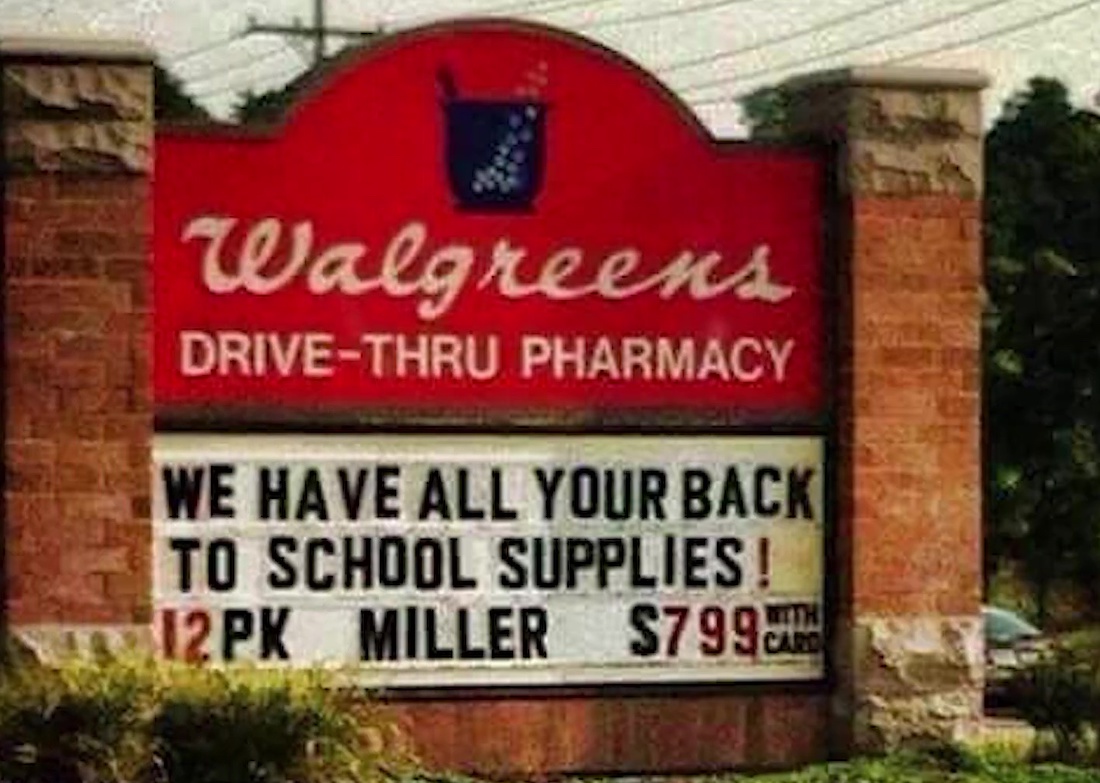 Walgreens
DRIVE-THRU PHARMACY
WE HAVE ALL YOUR BACK
TO SCHOOL SUPPLIES!
12PK MILLER $799 WITH CARD